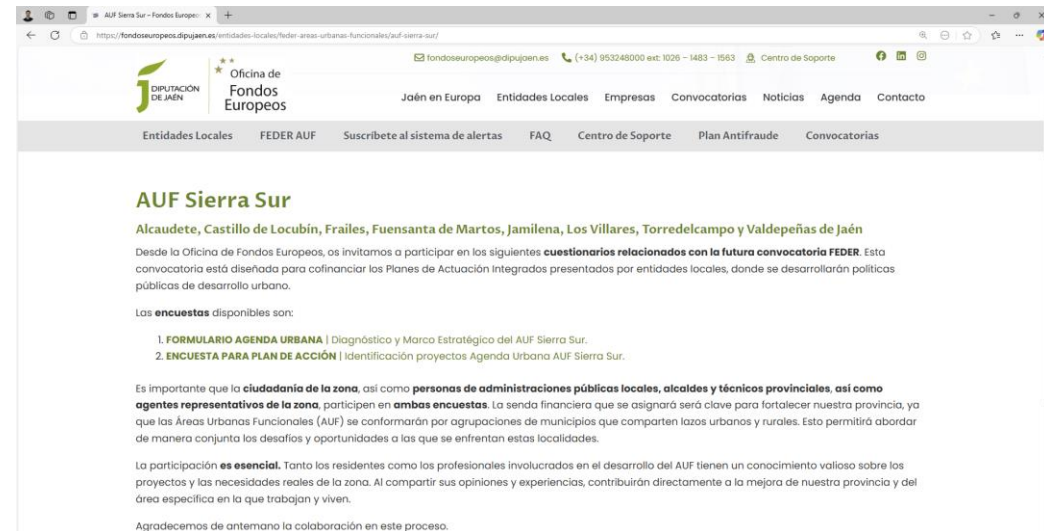 AUF Sierra Sur – Fondos Europeo
https://fondoseuropeos.dipujaen.es/entidades-locales/feder-areas-urbanas-funcionales/auf-sierra-sur/
fondoseuropeos@dipujaen.es (+34) 953248000 ext: 1026 – 1483 – 1563 Centro de Soporte
DIPUTACIÓN
DE JAÉN
Oficina de
Fondos
Europeos
Jaén en Europa Entidades Locales Empresas Convocatorias Noticias Agenda Contacto
Entidades Locales FEDER AUF Suscríbete al sistema de alertas FAQ Centro de Soporte Plan Antifraude Convocatorias
AUF Sierra Sur
Alcaudete, Castillo de Locubín, Frailes, Fuensanta de Martos, Jamilena, Los Villares, Torredelcampo y Valdepeñas de Jaén
Desde la Oficina de Fondos Europeos, os invitamos a participar en los siguientes cuestionarios relacionados con la futura convocatoria FEDER. Esta
convocatoria está diseñada para cofinanciar los Planes de Actuación Integrados presentados por entidades locales, donde se desarrollarán políticas
públicas de desarrollo urbano.
Las encuestas disponibles son:
1. FORMULARIO AGENDA URBANA | Diagnóstico y Marco Estratégico del AUF Sierra Sur.
2. ENCUESTA PARA PLAN DE ACCIÓN | Identificación proyectos Agenda Urbana AUF Sierra Sur.
Es importante que la ciudadanía de la zona, así como personas de administraciones públicas locales, alcaldes y técnicos provinciales, así como
agentes representativos de la zona, participen en ambas encuestas. La senda financiera que se asignará será clave para fortalecer nuestra provincia, ya
que las Áreas Urbanas Funcionales (AUF) se conformarán por agrupaciones de municipios que comparten lazos urbanos y rurales. Esto permitirá abordar
de manera conjunta los desafíos y oportunidades a las que se enfrentan estas localidades.
La participación es esencial. Tanto los residentes como los profesionales involucrados en el desarrollo del AUF tienen un conocimiento valioso sobre los
proyectos y las necesidades reales de la zona. Al compartir sus opiniones y experiencias, contribuirán directamente a la mejora de nuestra provincia y del
área específica en la que trabajan y viven.
Agradecemos de antemano la colaboración en este proceso.